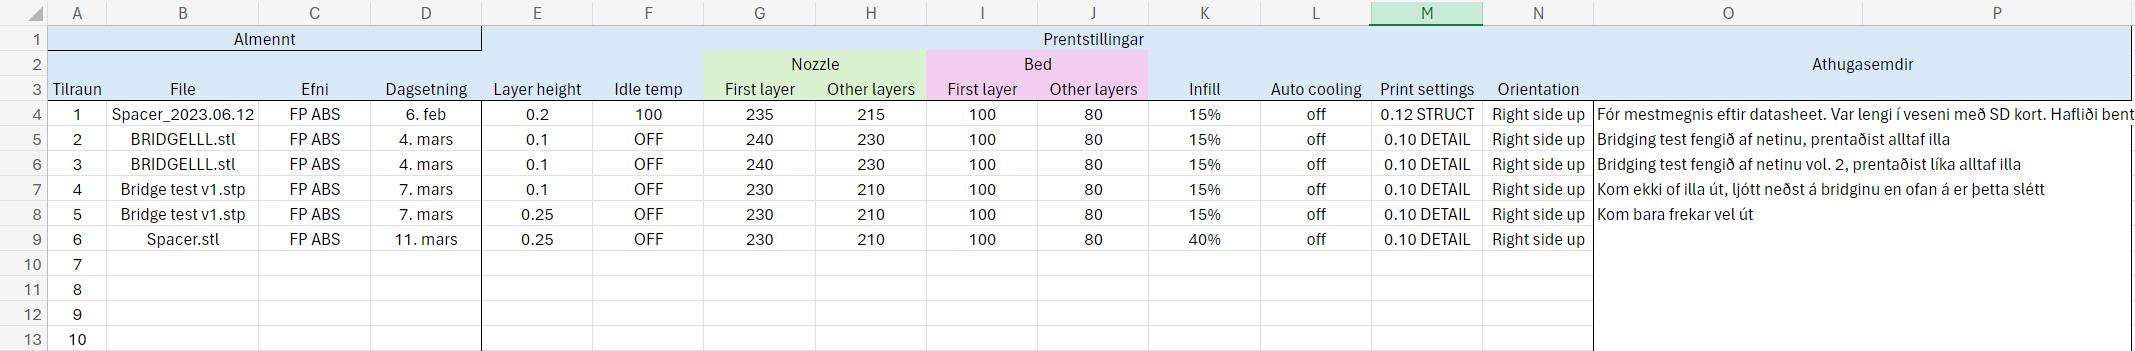 A B C D E F G H I J K L M N O P
1 Almennt Prentstillingar
2 Nozzle Bed Athugasemdir
3 Tilraun File Efni Dagsetning Layer height Idle temp First layer Other layers First layer Other layers Infill Auto cooling Print settings Orientation
4 1 Spacer_2023.06.12 FP ABS 6. feb 0.2 100 235 215 100 80 15% off 0.12 STRUCT Right side up Fór mestmegnis eftir datasheet. Var lengi í veseni með SD kort. Hafliði bent
5 2 BRIDGELLL.stl FP ABS 4. mars 0.1 OFF 240 230 100 80 15% off 0.10 DETAIL Right side up Bridging test fengið af netinu, prentaðist alltaf illa
6 3 BRIDGELLL.stl FP ABS 4. mars 0.1 OFF 240 230 100 80 15% off 0.10 DETAIL Right side up Bridging test fengið af netinu vol. 2, prentaðist líka alltaf illa
7 4 Bridge test v1.stp FP ABS 7. mars 0.1 OFF 230 210 100 80 15% off 0.10 DETAIL Right side up Kom ekki of illa út, ljótt neðst á bridginu en ofan á er þetta slétt
8 5 Bridge test v1.stp FP ABS 7. mars 0.25 OFF 230 210 100 80 15% off 0.10 DETAIL Right side up Kom bara frekar vel út
9 6 Spacer.stl FP ABS 11. mars 0.25 OFF 230 210 100 80 40% off 0.10 DETAIL Right side up
10 7
11 8
12 9
13 10